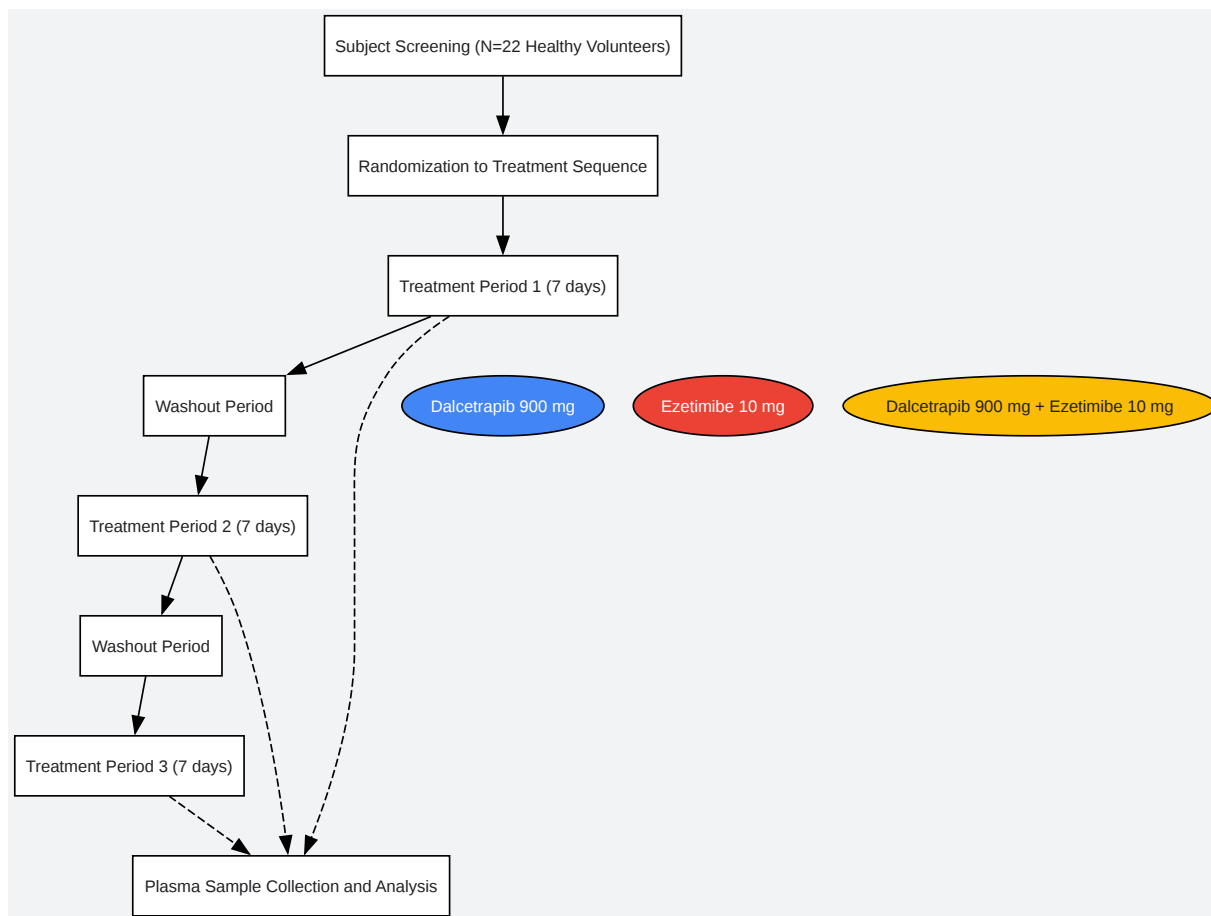 Subject Screening (N=22 Healthy Volunteers)
Randomization to Treatment Sequence
Treatment Period 1 (7 days)
Washout Period
Dalcetrapib 900 mg
Ezetimibe 10 mg
Dalcetrapib 900 mg + Ezetimibe 10 mg
Treatment Period 2 (7 days)
Washout Period
Treatment Period 3 (7 days)
Plasma Sample Collection and Analysis